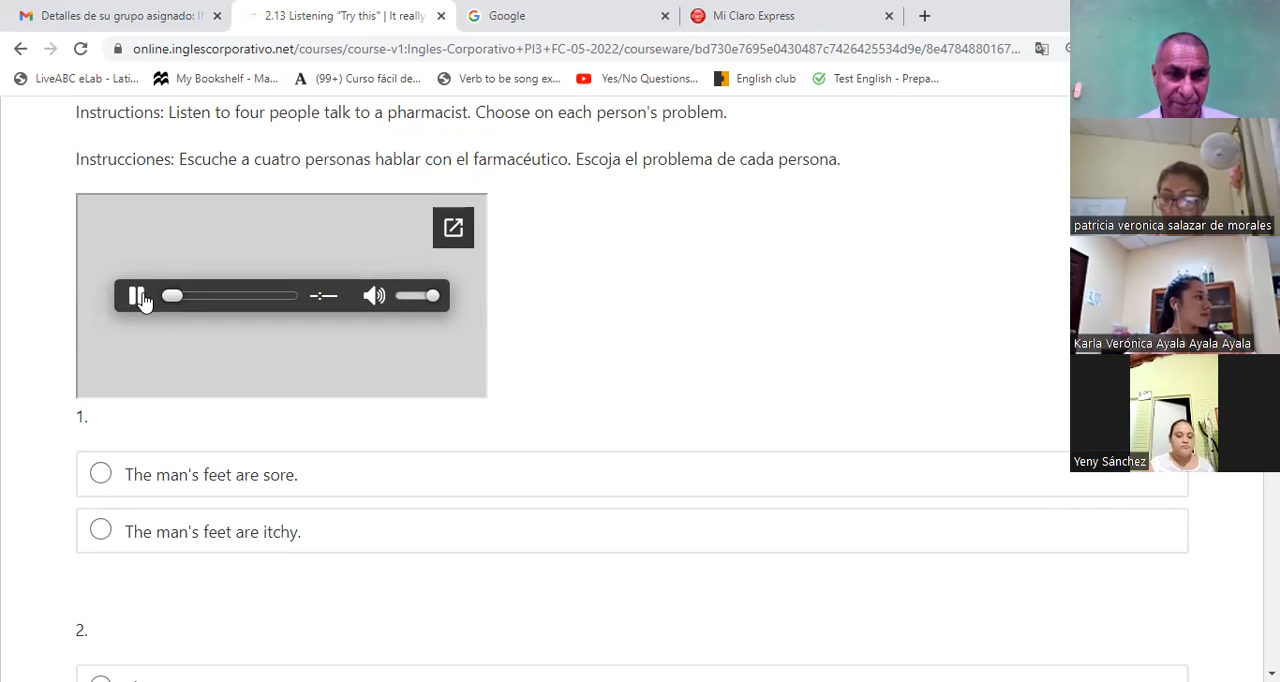 Detalles de su grupo asignado: I
2.13 Listening "Try this" | It really
Google
Mi Claro Express
online.inglescorporativo.net/courses/course-v1:Ingles-Corporativo+PI3+FC-05-2022/courseware/bd730e7695e0430487c7426425534d9e/8e4784880167...
LiveABC eLab - Lati...
My Bookshelf - Ma...
(99+) Curso fácil de...
Verb to be song ex...
Yes/No Questions...
English club
Test English - Prepa...
Instructions: Listen to four people talk to a pharmacist. Choose on each person's problem.
Instrucciones: Escuche a cuatro personas hablar con el farmacéutico. Escoja el problema de cada persona.
patricia veronica salazar de morales
Karla Verónica Ayala Ayala Ayala
Yeny Sánchez
1.
The man's feet are sore.
The man's feet are itchy.
2.